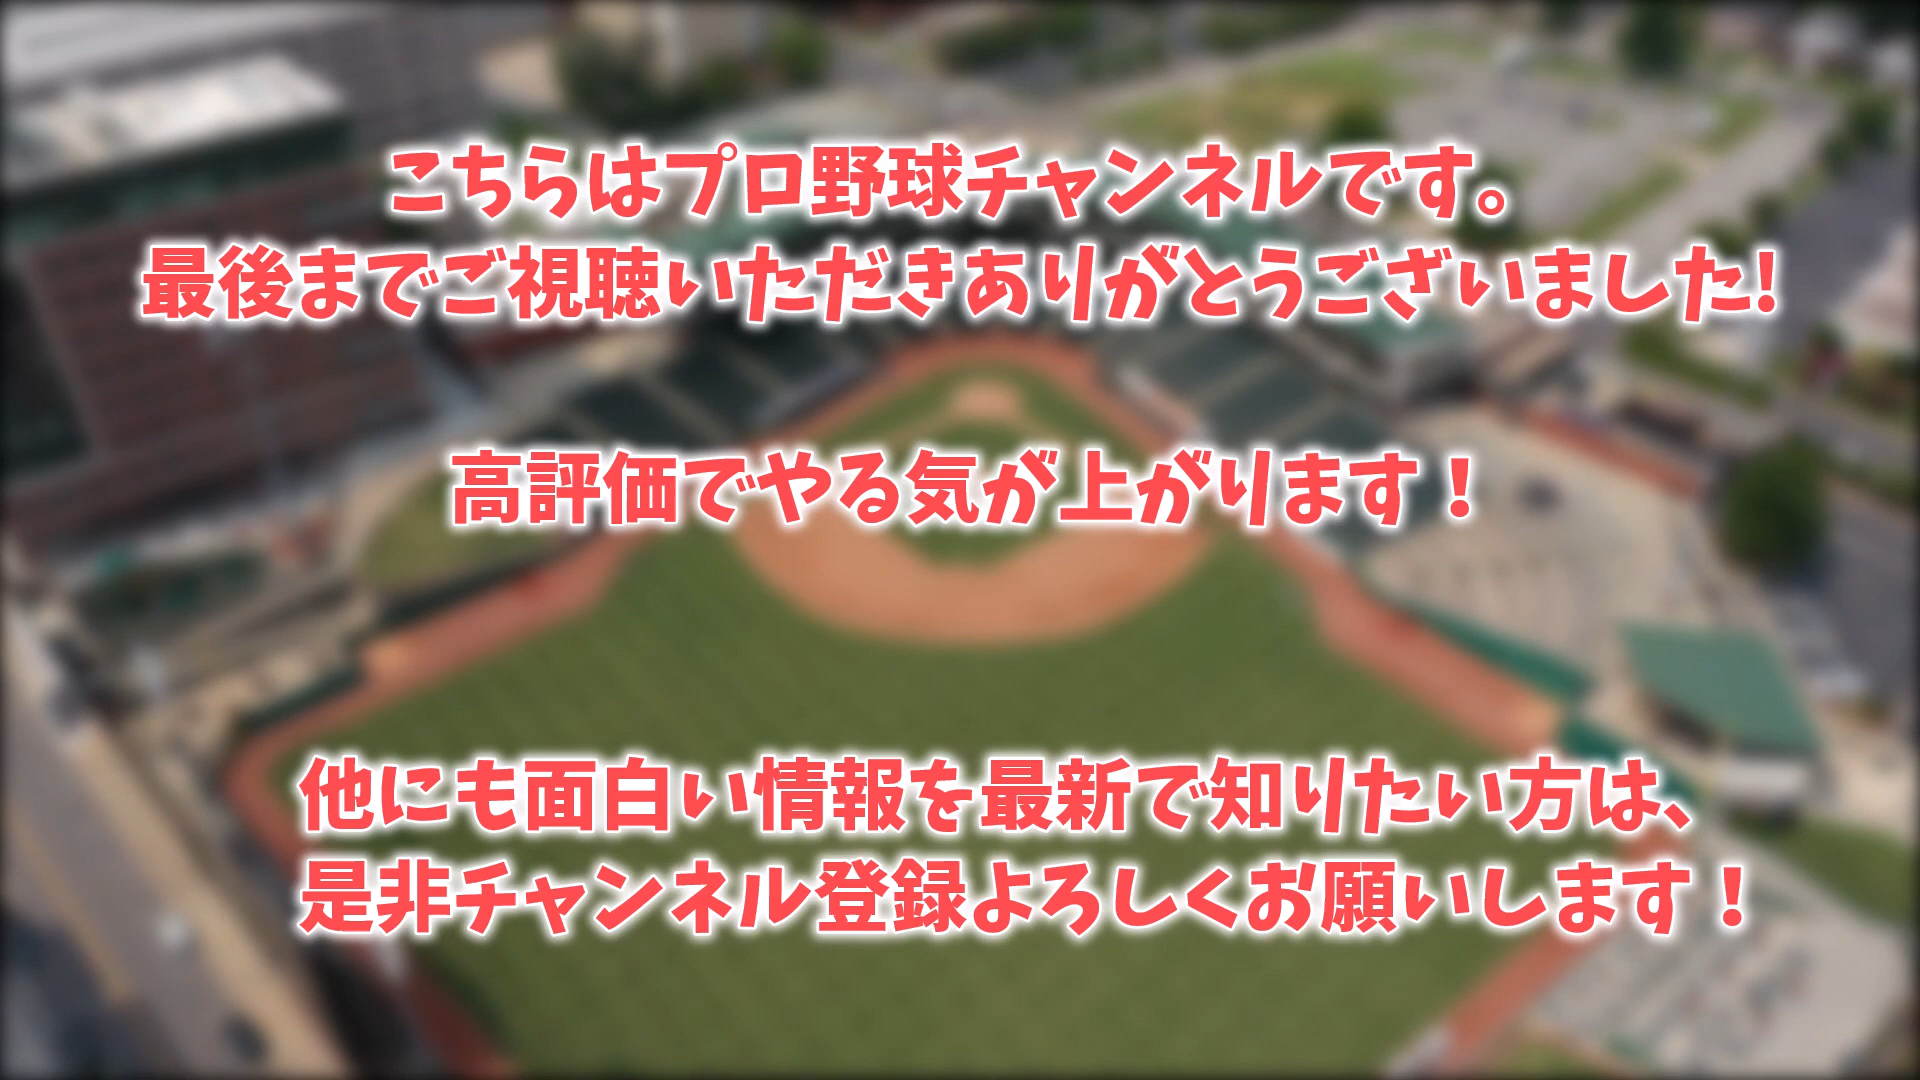 こちらはプロ野球チャンネルです。
最後までご視聴いただきありがとうございました!
高評価でやる気が上がります！
他にも面白い情報を最新で知りたい方は、
是非チャンネル登録よろしくお願いします！